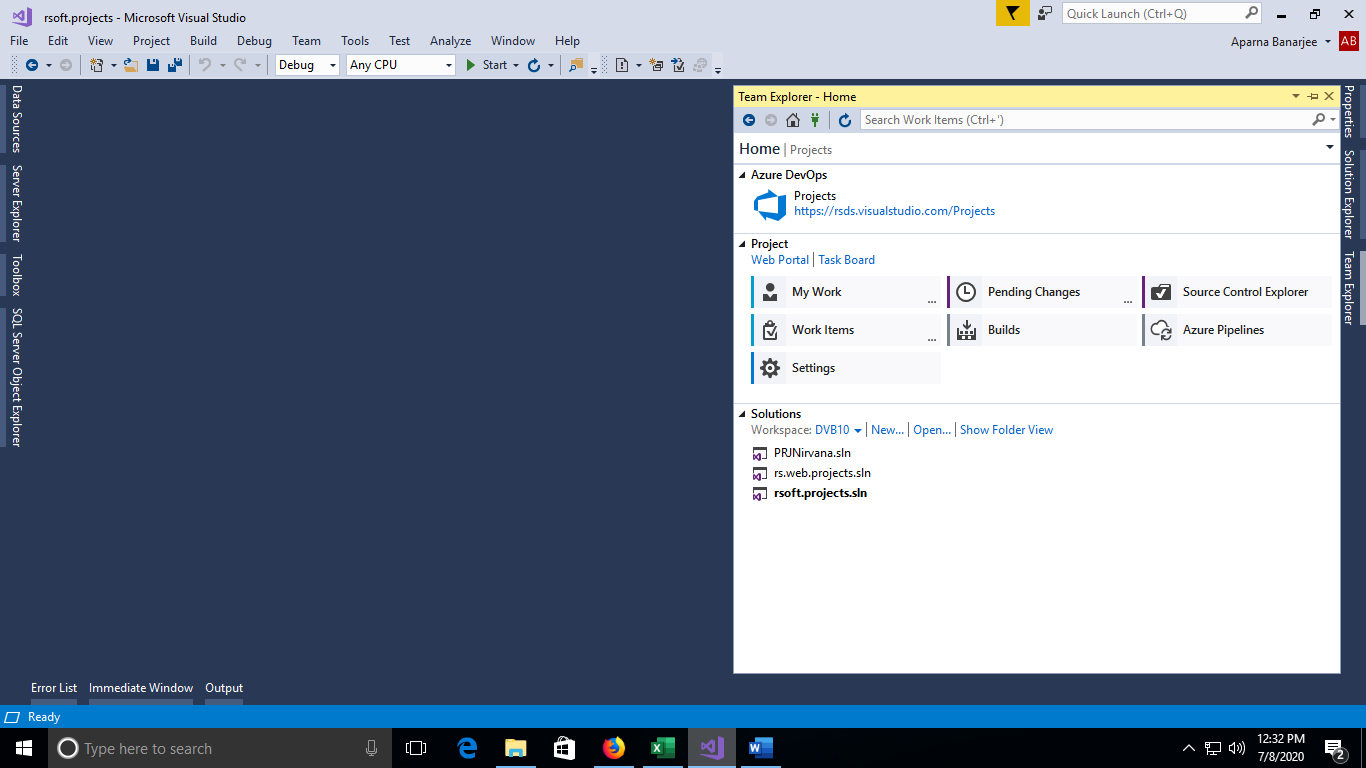 rsoft.projects - Microsoft Visual Studio
Quick Launch (Ctrl+Q)
File Edit View Project Build Debug Team Tools Test Analyze Window Help
Aparna Banarjee AB
Debug Any CPU Start
Data Sources
Server Explorer
Toolbox
SQL Server Object Explorer
Team Explorer - Home
Search Work Items (Ctrl+')
Home | Projects
Azure DevOps
Projects
https://rsds.visualstudio.com/Projects
Project
Web Portal | Task Board
My Work ... Pending Changes ... Source Control Explorer
Work Items ... Builds Azure Pipelines
Settings
Solutions
Workspace: DVB10 | New... | Open... | Show Folder View
PRJNirvana.sln
rs.web.projects.sln
rsoft.projects.sln
Properties
Solution Explorer
Team Explorer
Error List Immediate Window Output
Ready
Type here to search
12:32 PM
7/8/2020
2